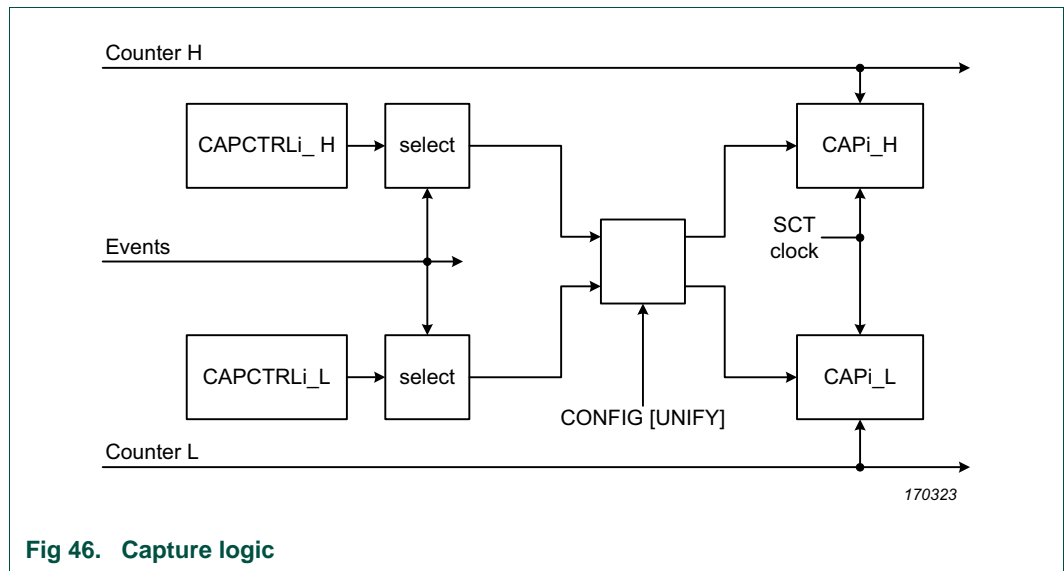 Counter H
CAPCTRLi_ H
select
CAPi_H
SCT
clock
Events
CAPCTRLi_L
select
CAPi_L
CONFIG [UNIFY]
Counter L
170323
Fig 46. Capture logic